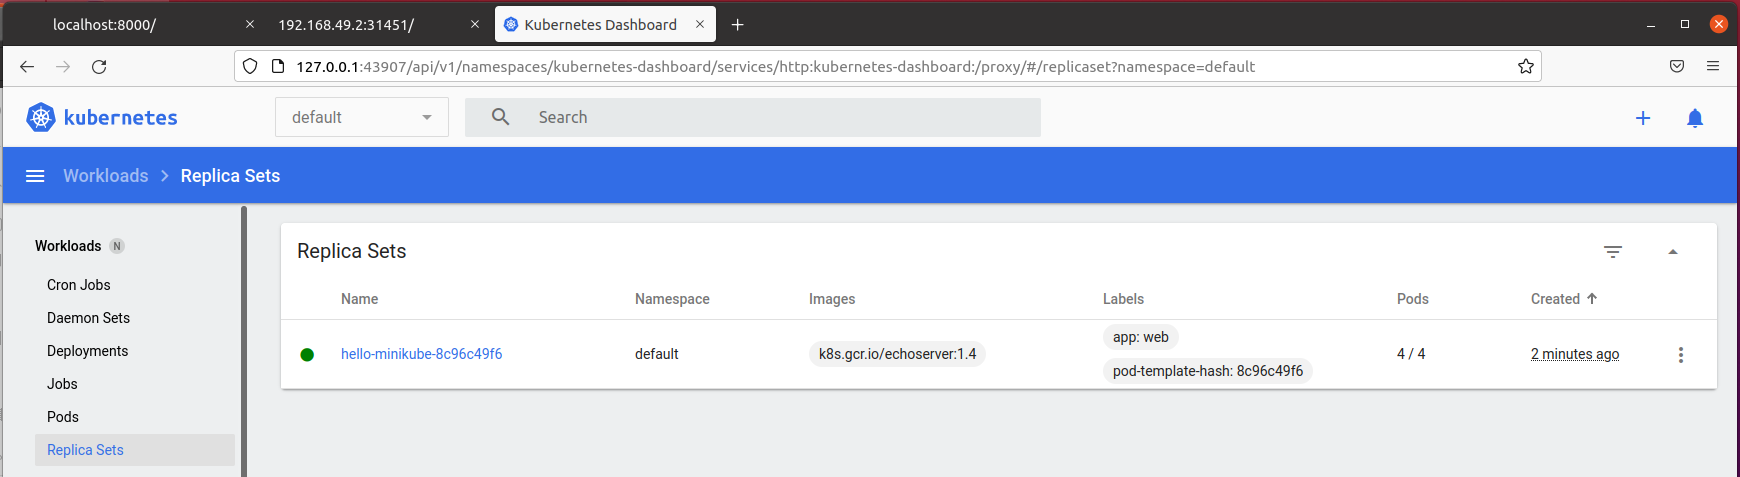 localhost:8000/ 192.168.49.2:31451/ Kubernetes Dashboard
127.0.0.1:43907/api/v1/namespaces/kubernetes-dashboard/services/http:kubernetes-dashboard:/proxy/#/replicaset?namespace=default
kubernetes default Search
Workloads Replica Sets
Workloads N
Cron Jobs
Daemon Sets
Deployments
Jobs
Pods
Replica Sets
Replica Sets
Name Namespace Images Labels Pods Created
hello-minikube-8c96c49f6 default k8s.gcr.io/echoserver:1.4 app: web 4 / 4 2 minutes ago
pod-template-hash: 8c96c49f6